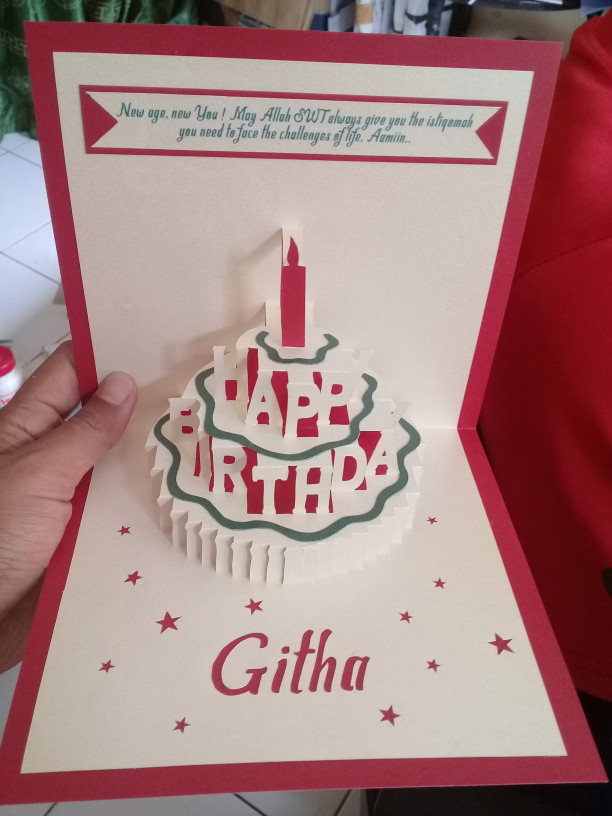 New age, new You ! May Allah SWT always give you the istiqomah
you need to face the challenges of life. Aamiin..
HAPPY
BIRTHDAY
Githa